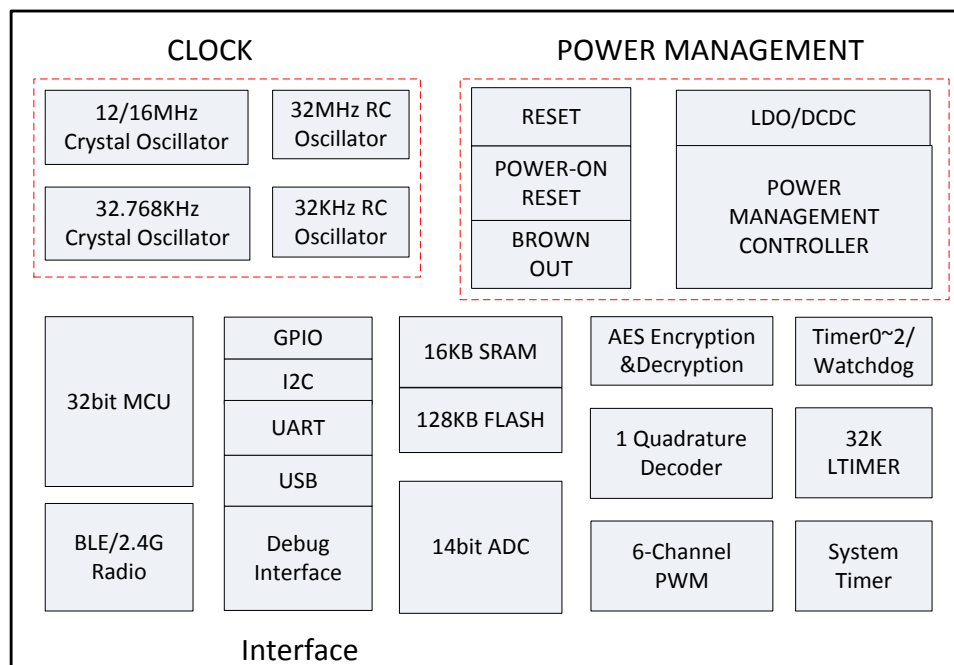 CLOCK
12/16MHz
Crystal Oscillator
32MHz RC
Oscillator
32.768KHz
Crystal Oscillator
32KHz RC
Oscillator
POWER MANAGEMENT
RESET
POWER-ON
RESET
BROWN
OUT
LDO/DCDC
POWER
MANAGEMENT
CONTROLLER
32bit MCU
BLE/2.4G
Radio
GPIO
I2C
UART
USB
Debug
Interface
Interface
16KB SRAM
128KB FLASH
14bit ADC
AES Encryption
&Decryption
1 Quadrature
Decoder
6-Channel
PWM
Timer0~2/
Watchdog
32K
LTIMER
System
Timer